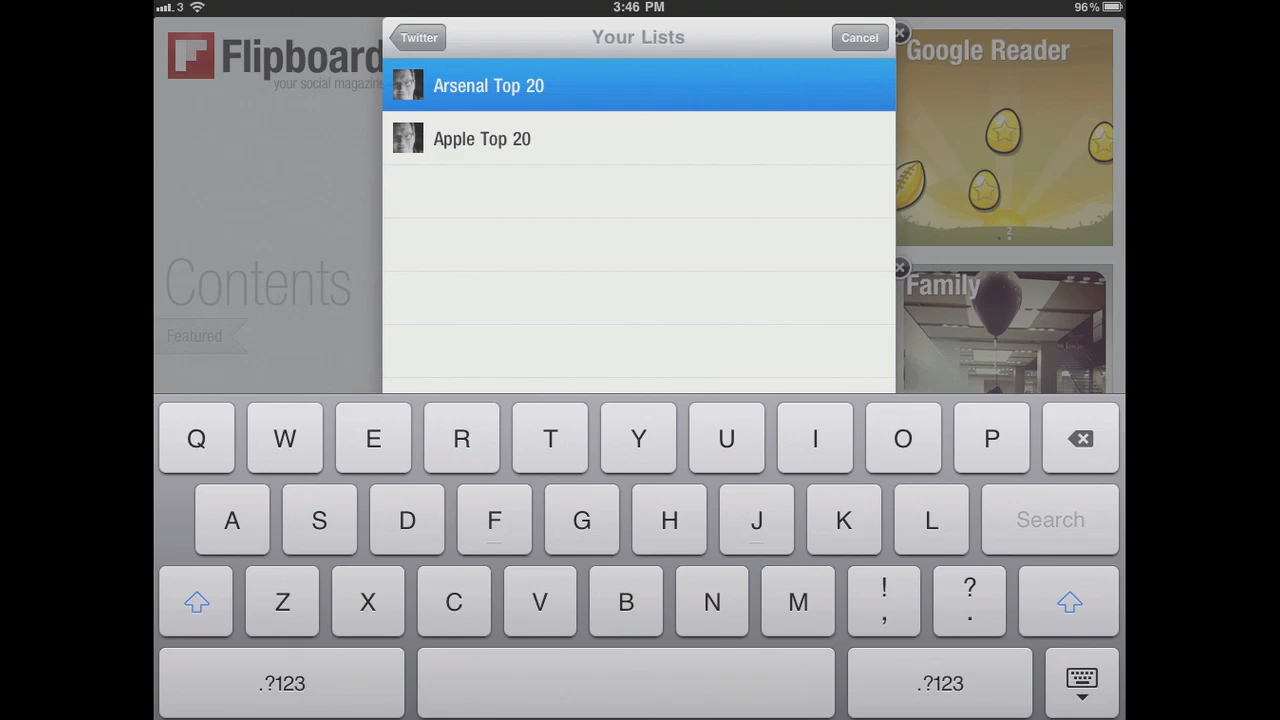 3
3:46 PM
96%
Flipboard
your social magazine
Twitter
Your Lists
Cancel
Google Reader
Arsenal Top 20
Apple Top 20
2
Contents
Family
Featured
Q W E R T Y U I O P
A S D F G H J K L Search
Z X C V B N M ! , ? .
.?123 .?123